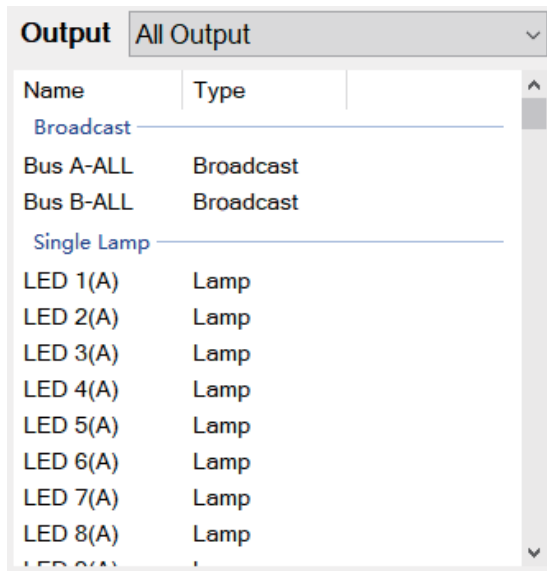 Output All Output
Name Type
Broadcast
Bus A-ALL Broadcast
Bus B-ALL Broadcast
Single Lamp
LED 1(A) Lamp
LED 2(A) Lamp
LED 3(A) Lamp
LED 4(A) Lamp
LED 5(A) Lamp
LED 6(A) Lamp
LED 7(A) Lamp
LED 8(A) Lamp